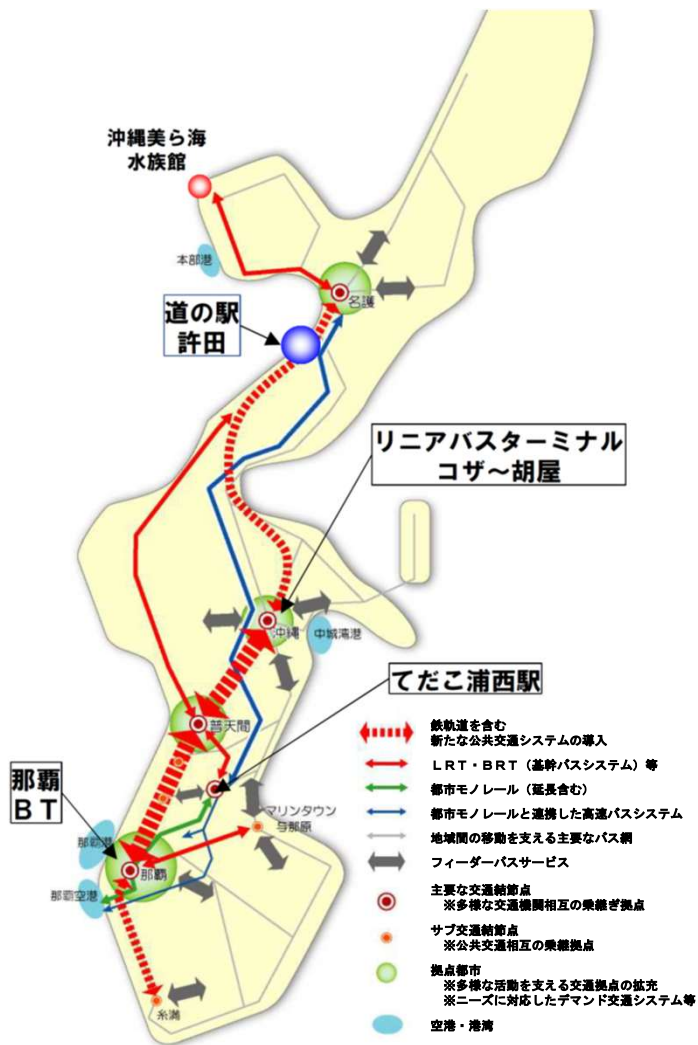 沖縄美ら海
水族館
本部港
名護
道の駅
許田
リニアバスターミナル
コザ～胡屋
沖縄
中城湾港
てだこ浦西駅
普天間
那覇
ＢＴ
マリンタウン
与那原
那覇港
那覇
那覇空港
糸満
鉄軌道を含む
新たな公共交通システムの導入
ＬＲＴ・ＢＲＴ（基幹バスシステム）等
都市モノレール（延長含む）
都市モノレールと連携した高速バスシステム
地域間の移動を支える主要なバス網
フィーダーバスサービス
主要な交通結節点
※多様な交通機関相互の乗継ぎ拠点
サブ交通結節点
※公共交通相互の乗継拠点
拠点都市
※多様な活動を支える交通拠点の拡充
※ニーズに対応したデマンド交通システム等
空港・港湾